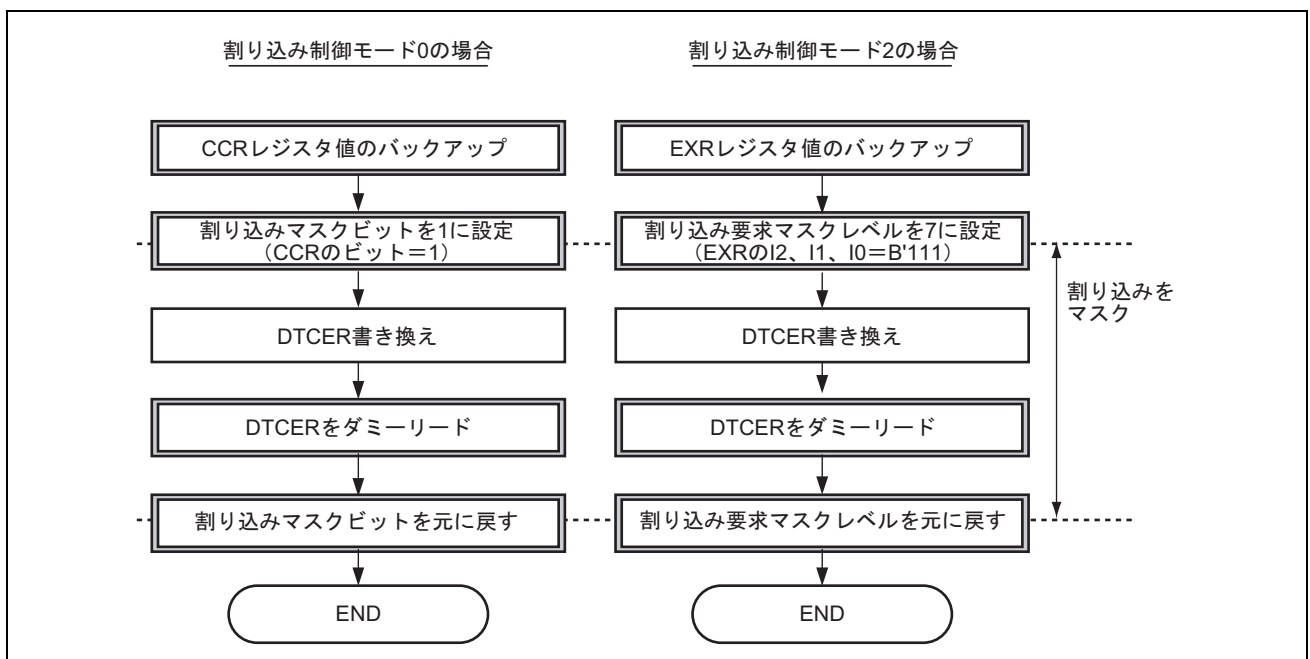 割り込み制御モード0の場合
CCRレジスタ値のバックアップ
割り込みマスクビットを1に設定
（CCRのビット＝1）
DTCER書き換え
DTCERをダミーリード
割り込みマスクビットを元に戻す
END
割り込み制御モード2の場合
EXRレジスタ値のバックアップ
割り込み要求マスクレベルを7に設定
（EXRのI2、I1、I0＝B'111）
DTCER書き換え
DTCERをダミーリード
割り込み要求マスクレベルを元に戻す
END
割り込みを
マスク